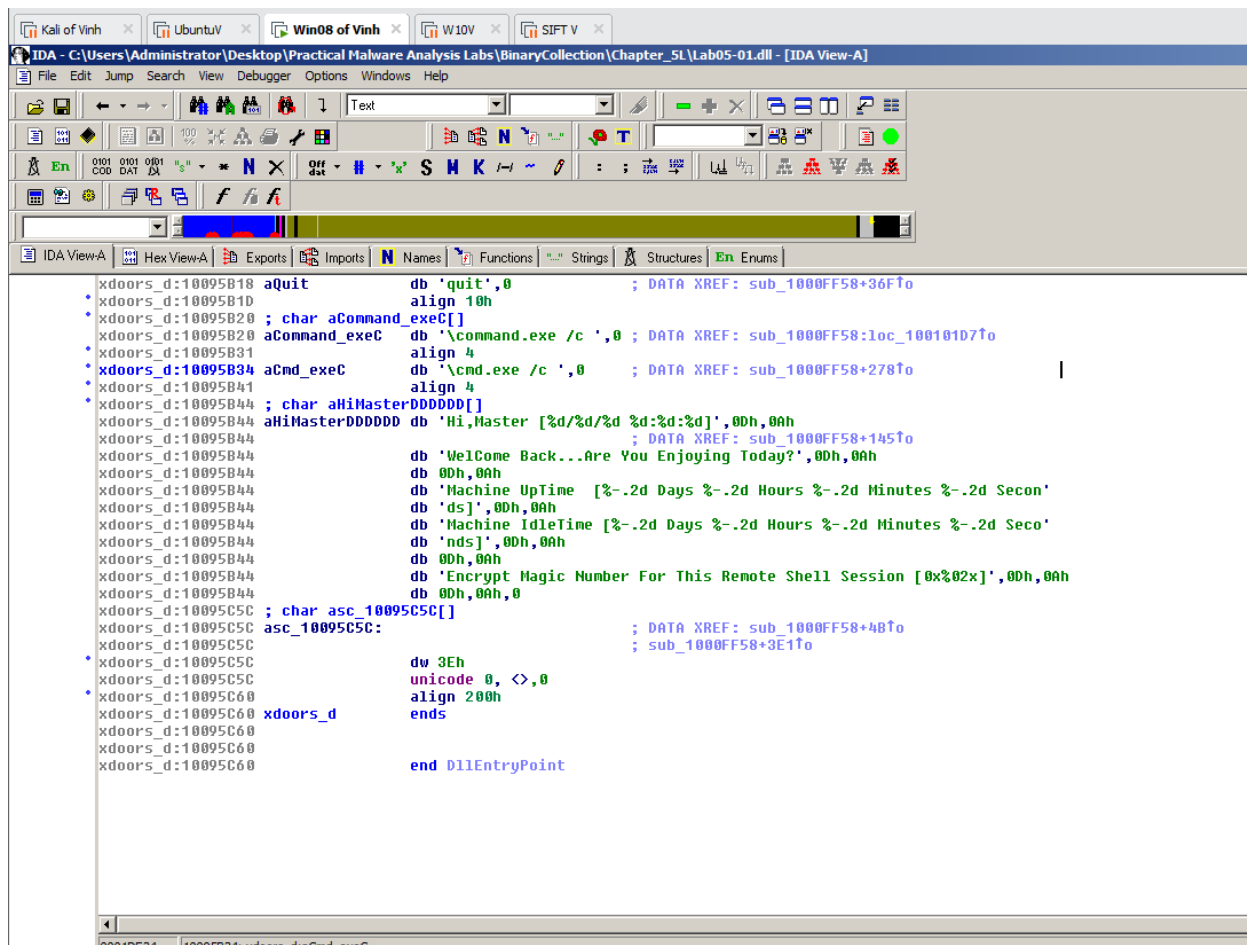 Kali of Vinh × UbuntuV × Win08 of Vinh × W10V × SIFT V ×
IDA - C:\Users\Administrator\Desktop\Practical Malware Analysis Labs\BinaryCollection\Chapter_5L\Lab05-01.dll - [IDA View-A]
File Edit Jump Search View Debugger Options Windows Help
Text
En
IDA View-A Hex View-A Exports Imports N Names Functions "..." Strings Structures En Enums
xdoors_d:10095B18 aQuit db 'quit',0 ; DATA XREF: sub_1000FF58+36F↑o
xdoors_d:10095B1D align 10h
xdoors_d:10095B20 ; char aCommand_exeC[]
xdoors_d:10095B20 aCommand_exeC db '\command.exe /c ',0 ; DATA XREF: sub_1000FF58:loc_100101D7↑o
xdoors_d:10095B31 align 4
xdoors_d:10095B34 aCmd_exeC db '\cmd.exe /c ',0 ; DATA XREF: sub_1000FF58+278↑o
xdoors_d:10095B41 align 4
xdoors_d:10095B44 ; char aHiMasterDDDDDD[]
xdoors_d:10095B44 aHiMasterDDDDDD db 'Hi,Master [%d/%d/%d %d:%d:%d]',0Dh,0Ah
xdoors_d:10095B44 ; DATA XREF: sub_1000FF58+145↑o
xdoors_d:10095B44 db 'WelCome Back...Are You Enjoying Today?',0Dh,0Ah
xdoors_d:10095B44 db 0Dh,0Ah
xdoors_d:10095B44 db 'Machine UpTime  [%-.2d Days %-.2d Hours %-.2d Minutes %-.2d Secon'
xdoors_d:10095B44 db 'ds]',0Dh,0Ah
xdoors_d:10095B44 db 'Machine IdleTime [%-.2d Days %-.2d Hours %-.2d Minutes %-.2d Seco'
xdoors_d:10095B44 db 'nds]',0Dh,0Ah
xdoors_d:10095B44 db 0Dh,0Ah
xdoors_d:10095B44 db 'Encrypt Magic Number For This Remote Shell Session [0x%02x]',0Dh,0Ah
xdoors_d:10095B44 db 0Dh,0Ah,0
xdoors_d:10095C5C ; char asc_10095C5C[]
xdoors_d:10095C5C asc_10095C5C: ; DATA XREF: sub_1000FF58+4B↑o
xdoors_d:10095C5C ; sub_1000FF58+3E1↑o
xdoors_d:10095C5C dw 3Eh
xdoors_d:10095C5C unicode 0, <>,0
xdoors_d:10095C60 align 200h
xdoors_d:10095C60 xdoors_d ends
xdoors_d:10095C60
xdoors_d:10095C60
xdoors_d:10095C60 end DllEntryPoint